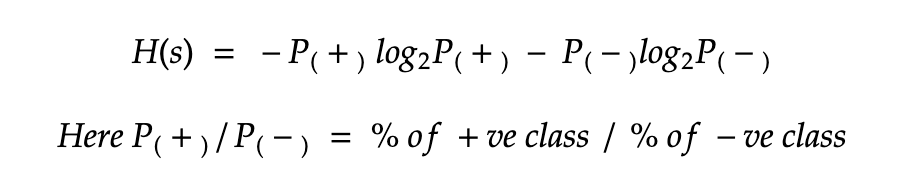 H(s) = − P₍ + ₎ log₂P₍ + ₎ − P₍ − ₎log₂P₍ − ₎
Here P₍ + ₎ / P₍ − ₎ = % of + ve class / % of − ve class